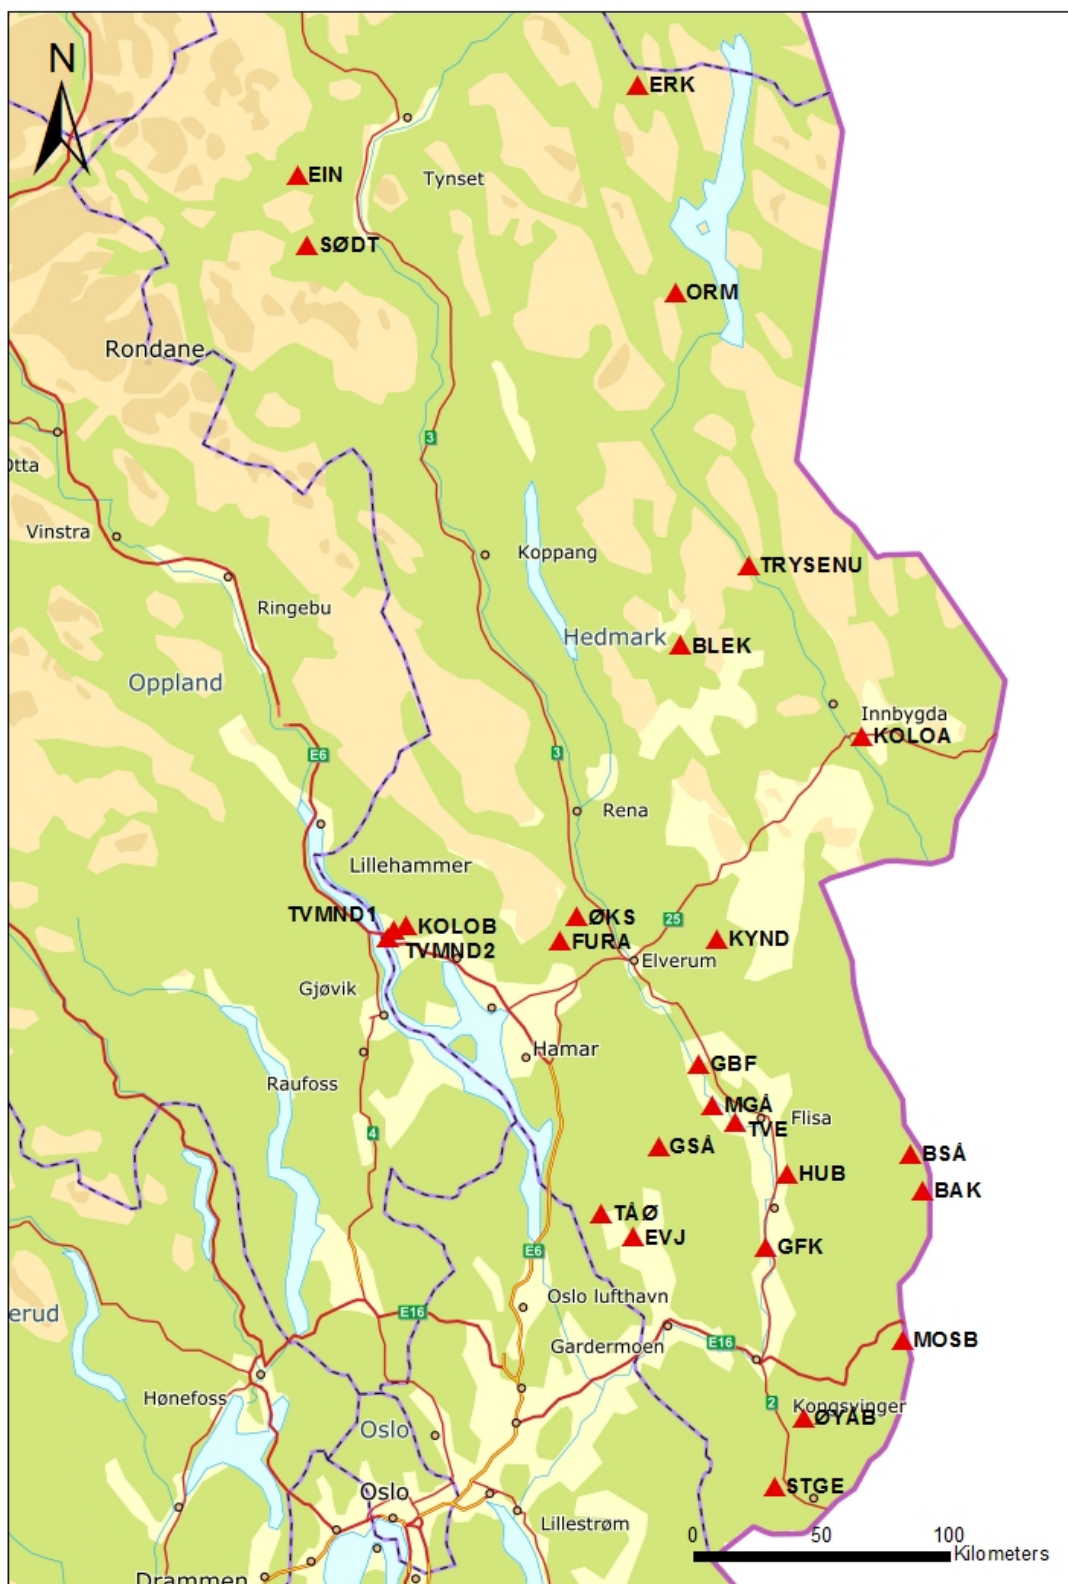 N
ERK
EIN
Tynset
SØDT
ORM
Rondane
3
Otta
Vinstra
Koppang
TRYSENU
Ringebu
Hedmark
BLEK
Oppland
Innbygda
KOLOA
E6
3
Rena
Lillehammer
TVMND1
KOLOB
ØKS
25
TVMND2
FURA
KYND
Elverum
Gjøvik
Hamar
GBF
Raufoss
MGÅ
Flisa
TVE
4
GSÅ
BSÅ
HUB
BAK
TÅØ
EVJ
GFK
E6
Oslo lufthavn
erud
E16
Gardermoen
E16
MOSB
Hønefoss
2
Kongsvinger
Oslo
ØYAB
Oslo
STGE
Lillestrøm
0 50 100
Kilometers
Drammen